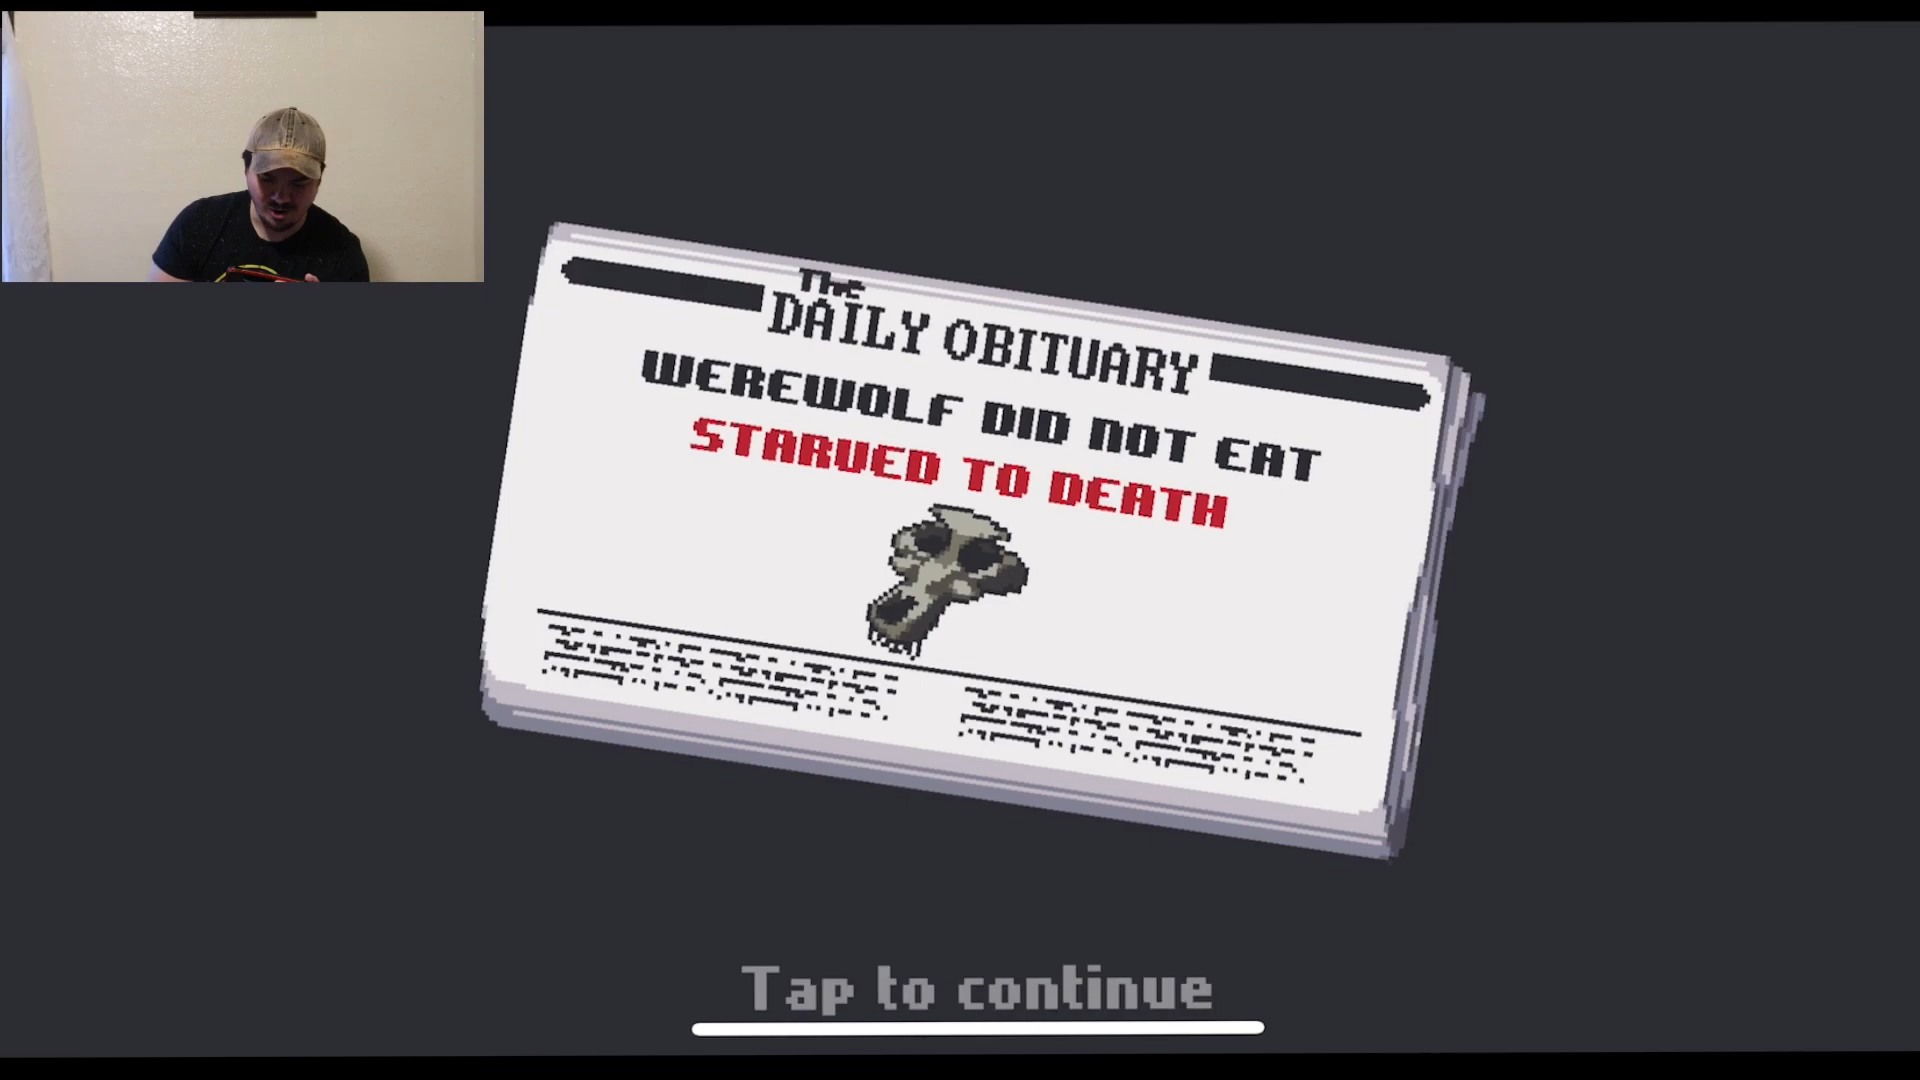 The
DAILY OBITUARY
WEREWOLF DID NOT EAT
STARVED TO DEATH
Tap to continue